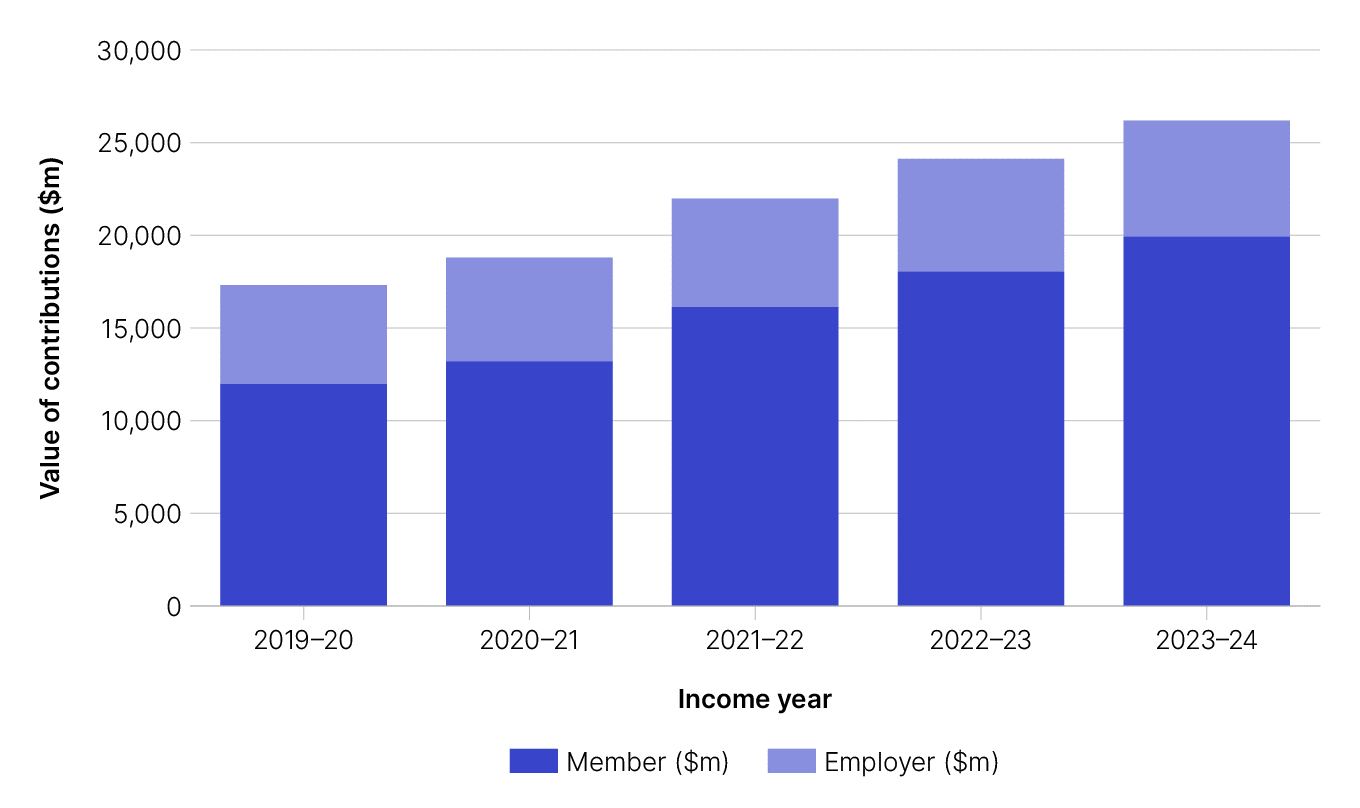 30,000
25,000
20,000
15,000
10,000
5,000
0
Value of contributions ($m)
2019–20 2020–21 2021–22 2022–23 2023–24
Income year
Member ($m) Employer ($m)